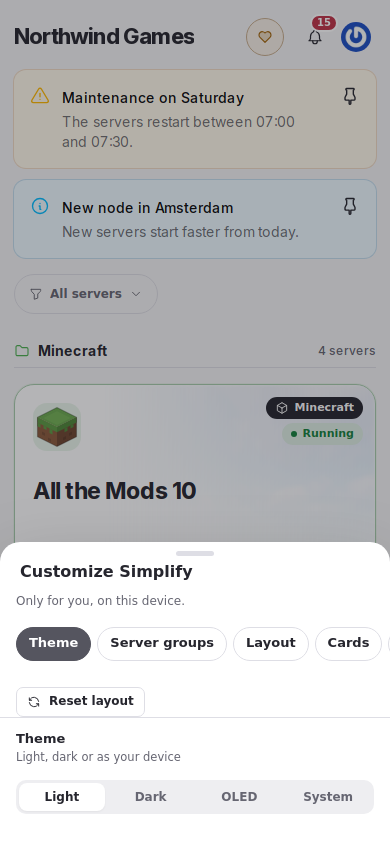 Northwind Games
15
Maintenance on Saturday
The servers restart between 07:00
and 07:30.
New node in Amsterdam
New servers start faster from today.
All servers
Minecraft
4 servers
Minecraft
Running
All the Mods 10
Customize Simplify
Only for you, on this device.
Theme
Server groups
Layout
Cards
Reset layout
Theme
Light, dark or as your device
Light
Dark
OLED
System